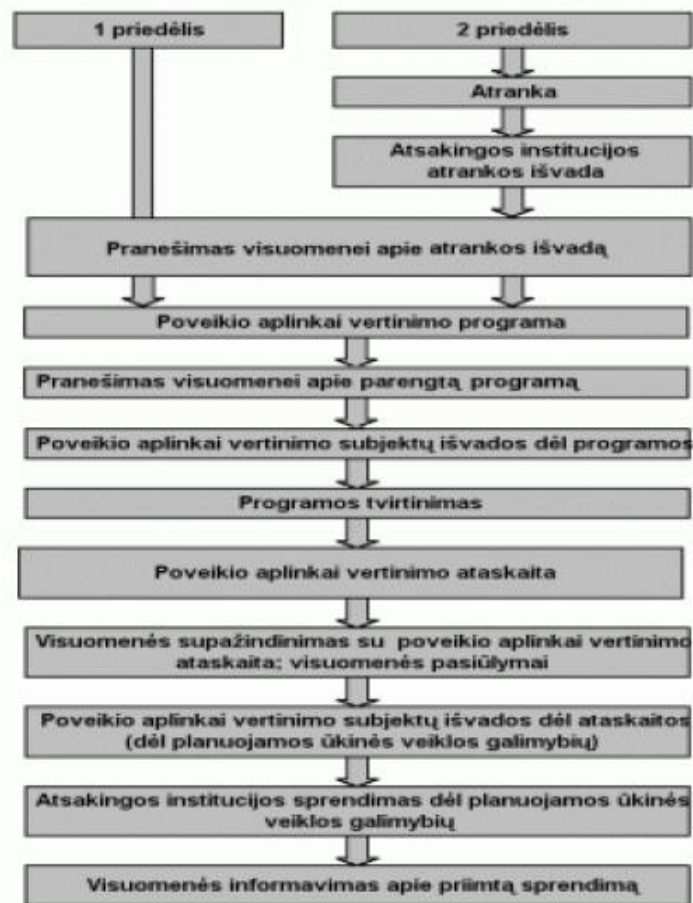 1 priedėlis
2 priedėlis
Atranka
Atsakingos institucijos
atrankos išvada
Pranešimas visuomenei apie atrankos išvadą
Poveikio aplinkai vertinimo programa
Pranešimas visuomenei apie parengtą programą
Poveikio aplinkai vertinimo subjektų išvados dėl programos
Programos tvirtinimas
Poveikio aplinkai vertinimo ataskaita
Visuomenės supažindinimas su poveikio aplinkai vertinimo
ataskaita; visuomenės pasiūlymai
Poveikio aplinkai vertinimo subjektų išvados dėl ataskaitos
(dėl planuojamos ūkinės veiklos galimybių)
Atsakingos institucijos sprendimas dėl planuojamos ūkinės
veiklos galimybių
Visuomenės informavimas apie priimtą sprendimą